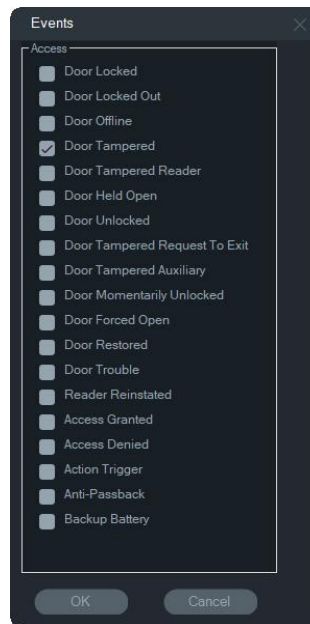 Events
Access
Door Locked
Door Locked Out
Door Offline
Door Tampered
Door Tampered Reader
Door Held Open
Door Unlocked
Door Tampered Request To Exit
Door Tampered Auxiliary
Door Momentarily Unlocked
Door Forced Open
Door Restored
Door Trouble
Reader Reinstated
Access Granted
Access Denied
Action Trigger
Anti-Passback
Backup Battery
OK
Cancel